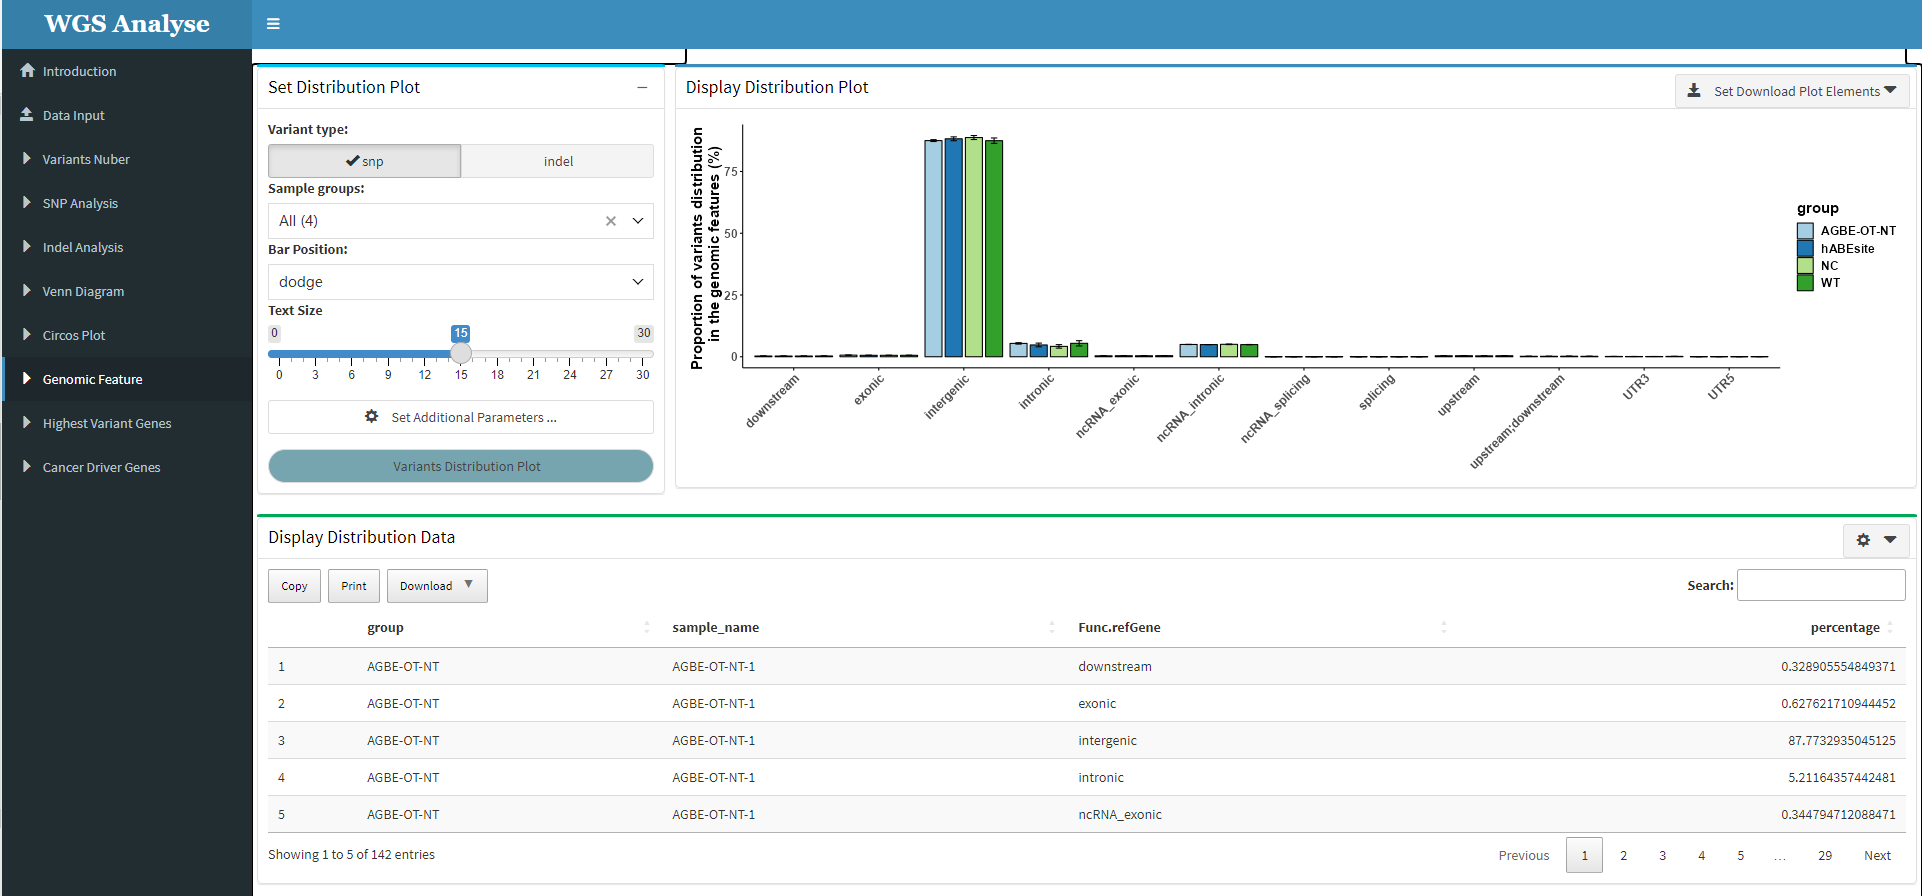 WGS Analyse
Introduction
Data Input
Variants Nuber
SNP Analysis
Indel Analysis
Venn Diagram
Circos Plot
Genomic Feature
Highest Variant Genes
Cancer Driver Genes
Set Distribution Plot
Variant type:
snp indel
Sample groups:
All (4)
Bar Position:
dodge
Text Size
0 15 30
0 3 6 9 12 15 18 21 24 27 30
Set Additional Parameters ...
Variants Distribution Plot
Display Distribution Plot
Set Download Plot Elements
Proportion of variants distribution
in the genomic features (%)
75
50
25
0
downstream
exonic
intergenic
intronic
ncRNA_exonic
ncRNA_intronic
ncRNA_splicing
splicing
upstream
upstream;downstream
UTR3
UTR5
group
AGBE-OT-NT
hABEsite
NC
WT
Display Distribution Data
Copy Print Download
Search:
group sample_name Func.refGene percentage
1 AGBE-OT-NT AGBE-OT-NT-1 downstream 0.328905554849371
2 AGBE-OT-NT AGBE-OT-NT-1 exonic 0.627621710944452
3 AGBE-OT-NT AGBE-OT-NT-1 intergenic 87.7732935045125
4 AGBE-OT-NT AGBE-OT-NT-1 intronic 5.21164357442481
5 AGBE-OT-NT AGBE-OT-NT-1 ncRNA_exonic 0.344794712088471
Showing 1 to 5 of 142 entries
Previous 1 2 3 4 5 ... 29 Next